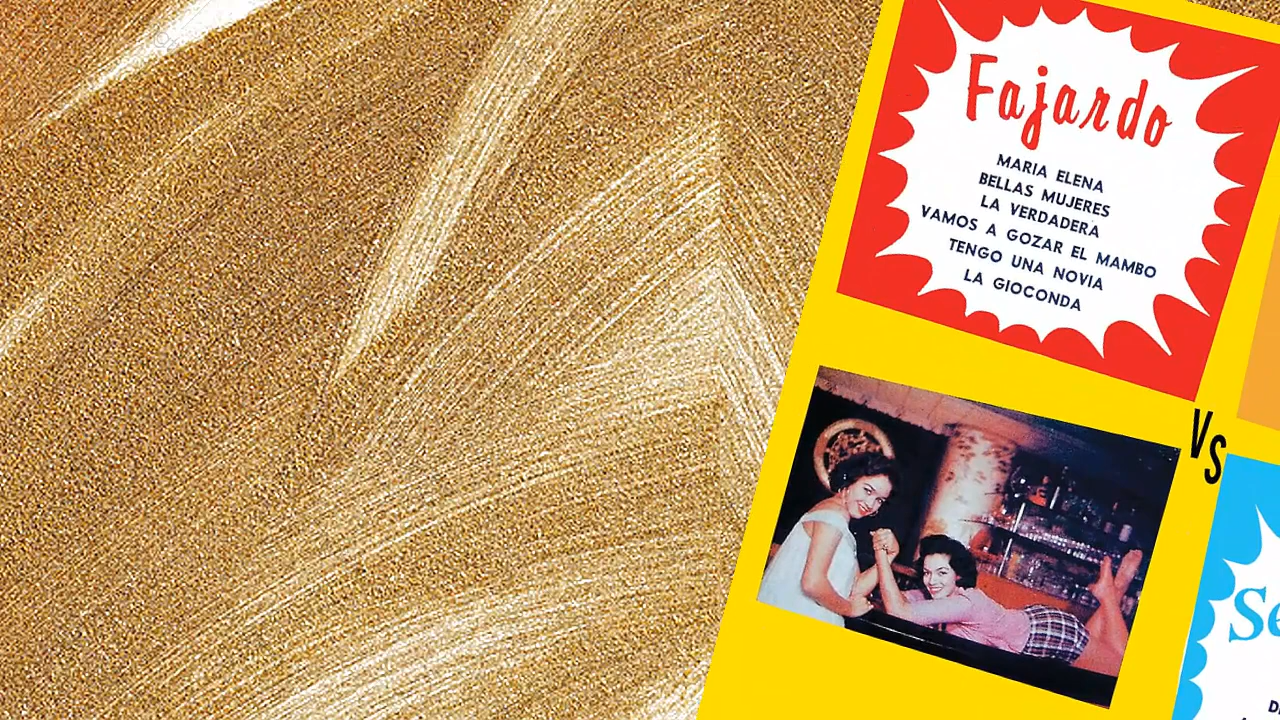 Fajardo
MARIA ELENA
BELLAS MUJERES
LA VERDADERA
VAMOS A GOZAR EL MAMBO
TENGO UNA NOVIA
LA GIOCONDA
VS